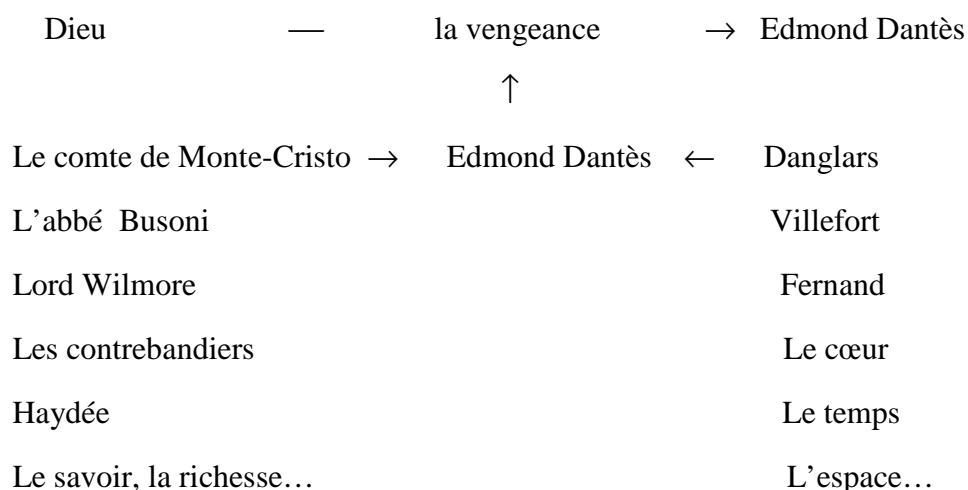 Dieu — la vengeance → Edmond Dantès
↑
Le comte de Monte-Cristo → Edmond Dantès ← Danglars
L’abbé Busoni Villefort
Lord Wilmore Fernand
Les contrebandiers Le cœur
Haydée Le temps
Le savoir, la richesse… L’espace…